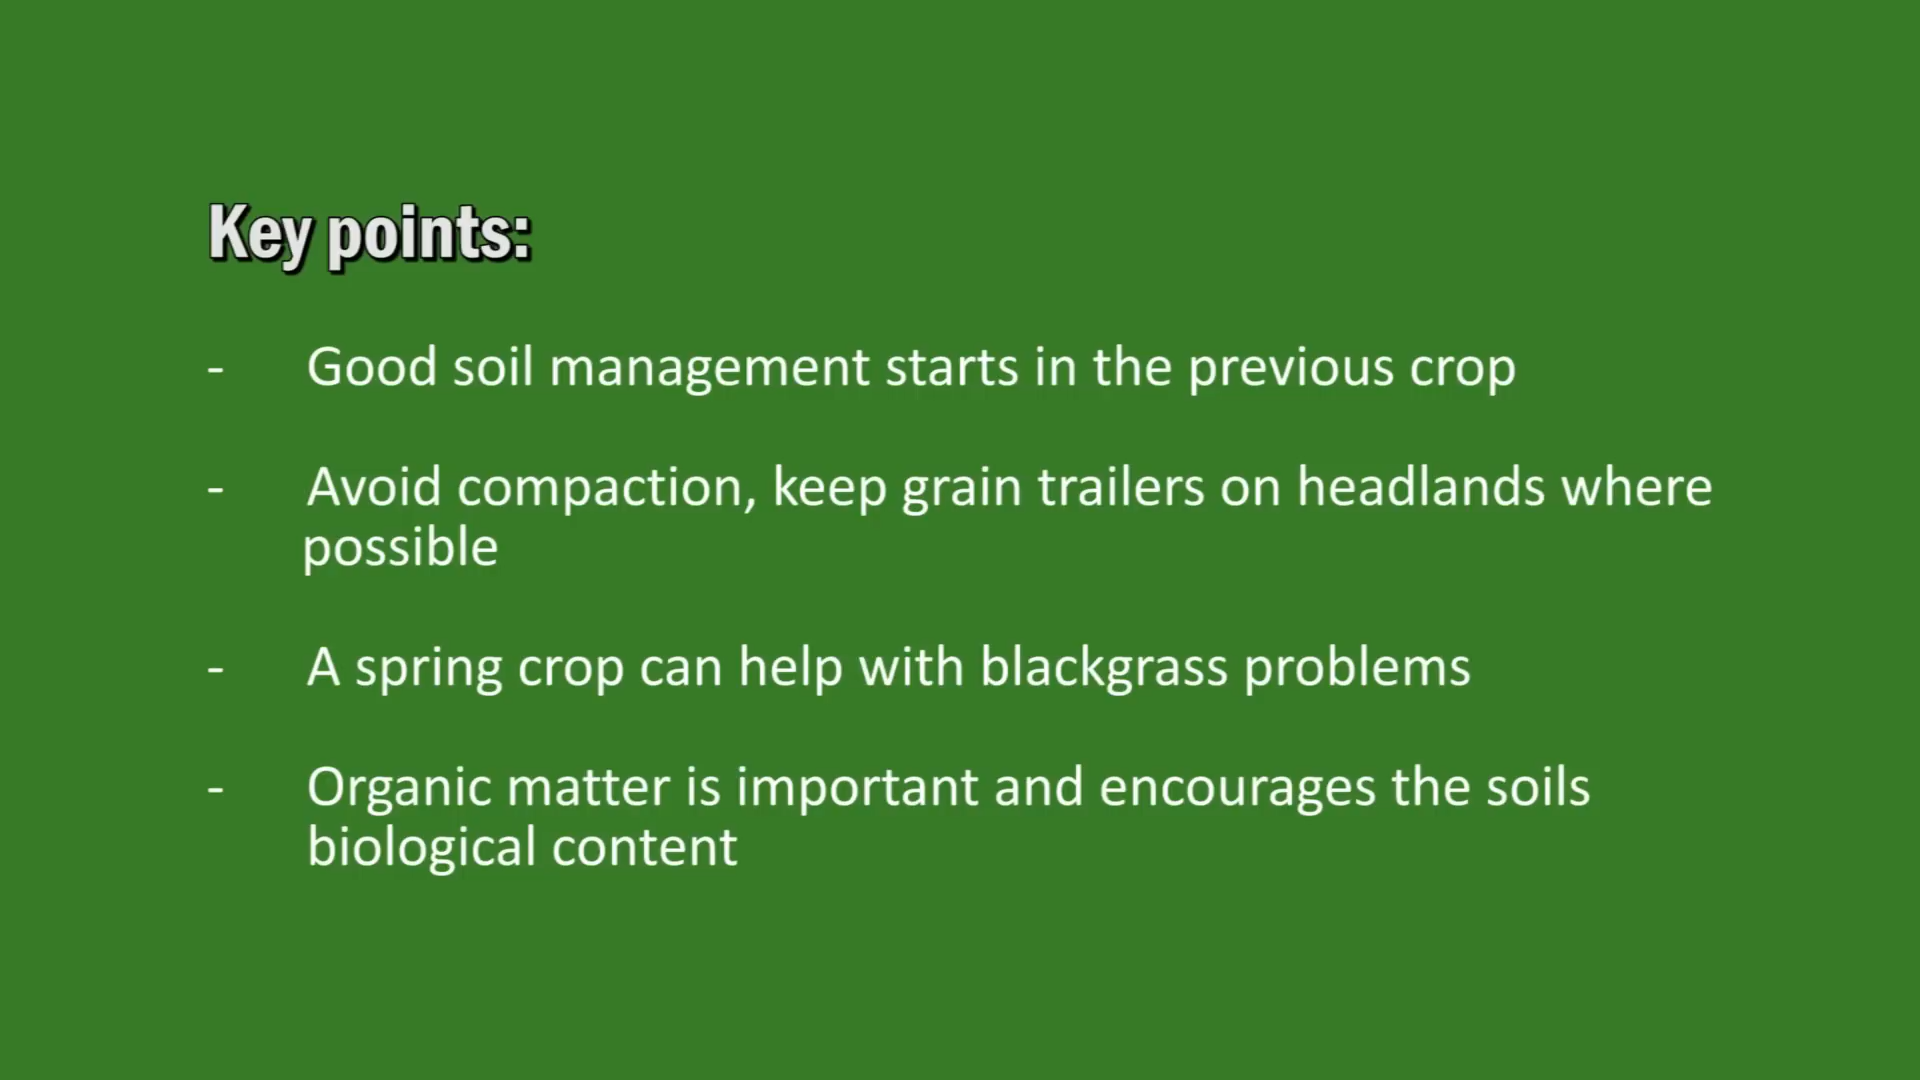 Key points:
- Good soil management starts in the previous crop
- Avoid compaction, keep grain trailers on headlands where
possible
- A spring crop can help with blackgrass problems
- Organic matter is important and encourages the soils
biological content